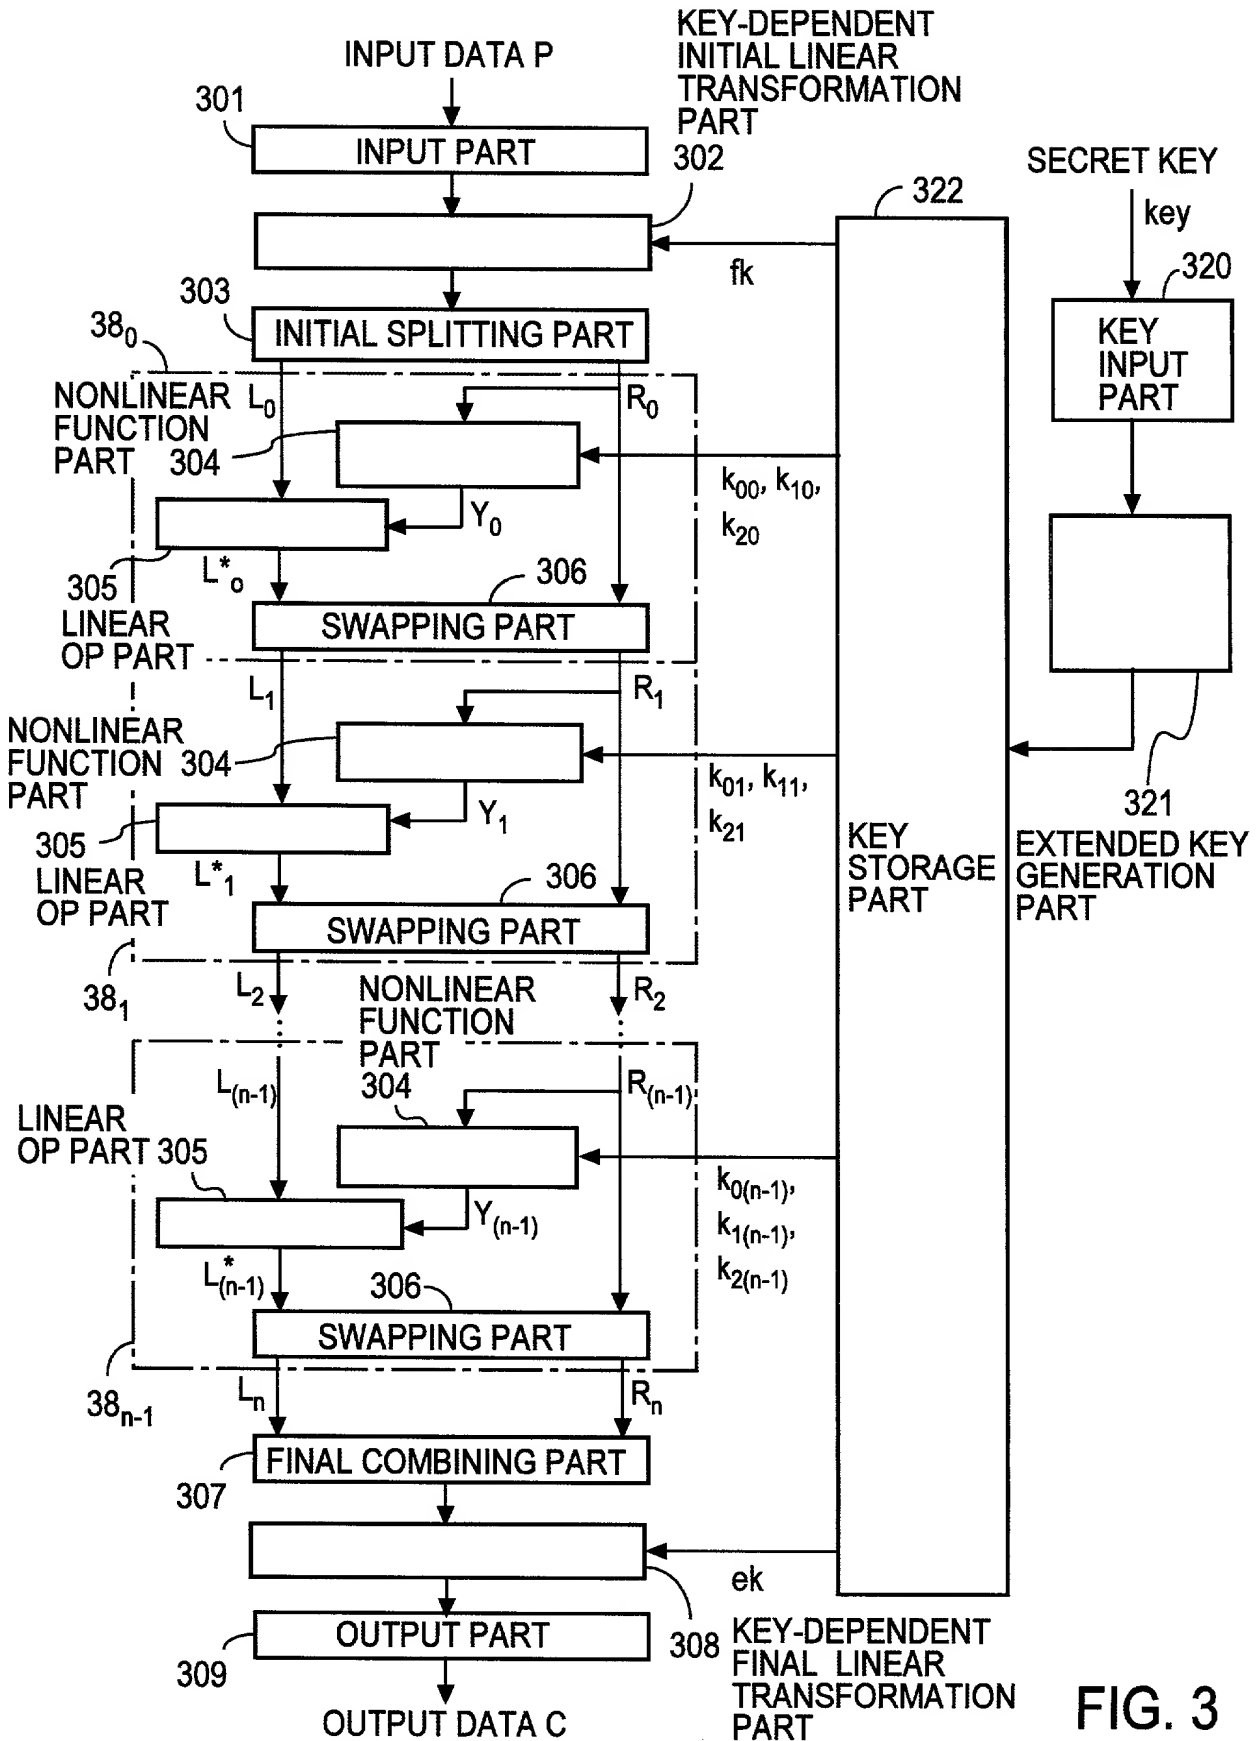 INPUT DATA P
KEY-DEPENDENT
INITIAL LINEAR
TRANSFORMATION
PART
302
301
INPUT PART
SECRET KEY
key
322
fk
320
KEY
INPUT
PART
303
INITIAL SPLITTING PART
38₀
NONLINEAR
FUNCTION
PART 304
L₀
R₀
k₀₀, k₁₀,
k₂₀
Y₀
305
LINEAR
OP PART
L*₀
306
SWAPPING PART
L₁
R₁
NONLINEAR
FUNCTION 304
PART
k₀₁, k₁₁,
k₂₁
Y₁
321
EXTENDED KEY
GENERATION
PART
KEY
STORAGE
PART
305
LINEAR
OP PART
L*₁
306
SWAPPING PART
38₁
L₂
R₂
NONLINEAR
FUNCTION
PART
304
L(n-1)
R(n-1)
LINEAR
OP PART 305
k0(n-1),
k1(n-1),
k2(n-1)
Y(n-1)
L*(n-1)
306
SWAPPING PART
38n-1
Ln
Rn
FINAL COMBINING PART
307
ek
308
KEY-DEPENDENT
FINAL LINEAR
TRANSFORMATION
PART
OUTPUT PART
309
OUTPUT DATA C
FIG. 3